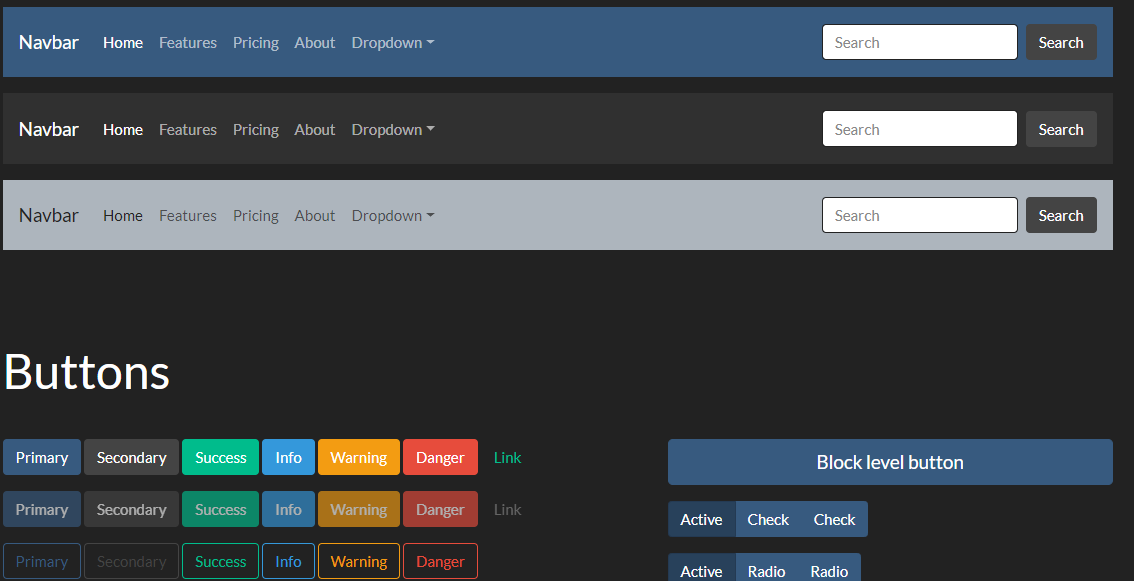 Navbar Home Features Pricing About Dropdown Search Search
Navbar Home Features Pricing About Dropdown Search Search
Navbar Home Features Pricing About Dropdown Search Search
Buttons
Primary Secondary Success Info Warning Danger Link
Block level button
Primary Secondary Success Info Warning Danger Link
Active Check Check
Primary Secondary Success Info Warning Danger
Active Radio Radio